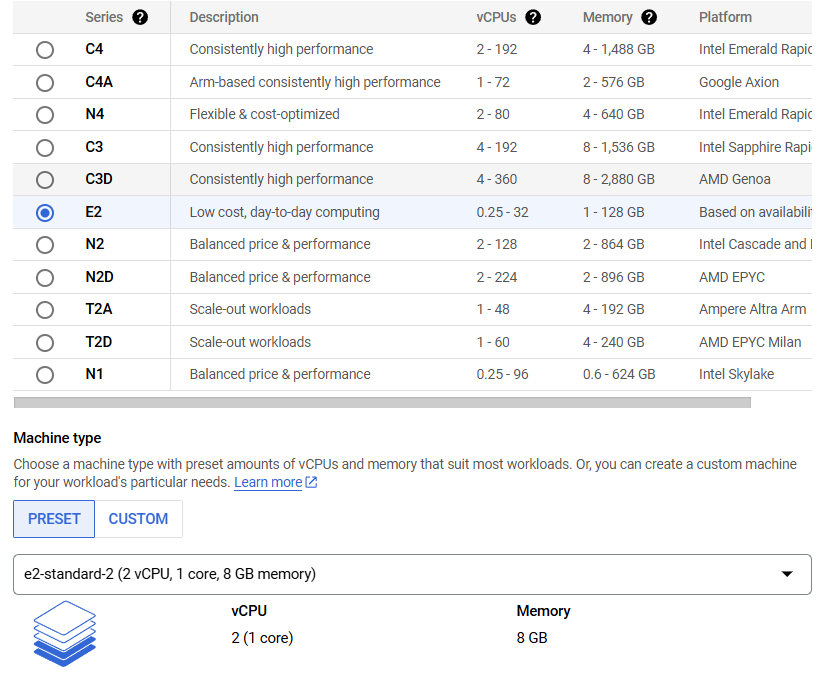 Series ? Description vCPUs ? Memory ? Platform
C4 Consistently high performance 2 - 192 4 - 1,488 GB Intel Emerald Rapid
C4A Arm-based consistently high performance 1 - 72 2 - 576 GB Google Axion
N4 Flexible & cost-optimized 2 - 80 4 - 640 GB Intel Emerald Rapid
C3 Consistently high performance 4 - 192 8 - 1,536 GB Intel Sapphire Rapi
C3D Consistently high performance 4 - 360 8 - 2,880 GB AMD Genoa
E2 Low cost, day-to-day computing 0.25 - 32 1 - 128 GB Based on availabili
N2 Balanced price & performance 2 - 128 2 - 864 GB Intel Cascade and I
N2D Balanced price & performance 2 - 224 2 - 896 GB AMD EPYC
T2A Scale-out workloads 1 - 48 4 - 192 GB Ampere Altra Arm
T2D Scale-out workloads 1 - 60 4 - 240 GB AMD EPYC Milan
N1 Balanced price & performance 0.25 - 96 0.6 - 624 GB Intel Skylake
Machine type
Choose a machine type with preset amounts of vCPUs and memory that suit most workloads. Or, you can create a custom machine
for your workload's particular needs. Learn more
PRESET CUSTOM
e2-standard-2 (2 vCPU, 1 core, 8 GB memory)
vCPU Memory
2 (1 core) 8 GB